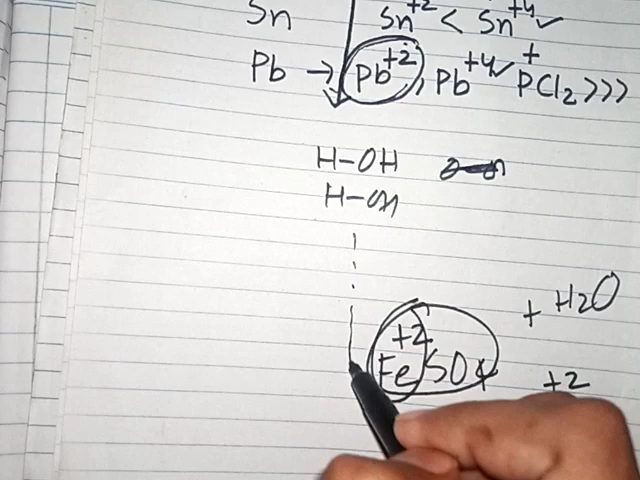 Sn Sn+2 < Sn+4 ✓
Pb → Pb+2, Pb+4 ✓ + PCl2 >>>
H-OH
H-OH
+ H2O
+2
FeSO4
+2